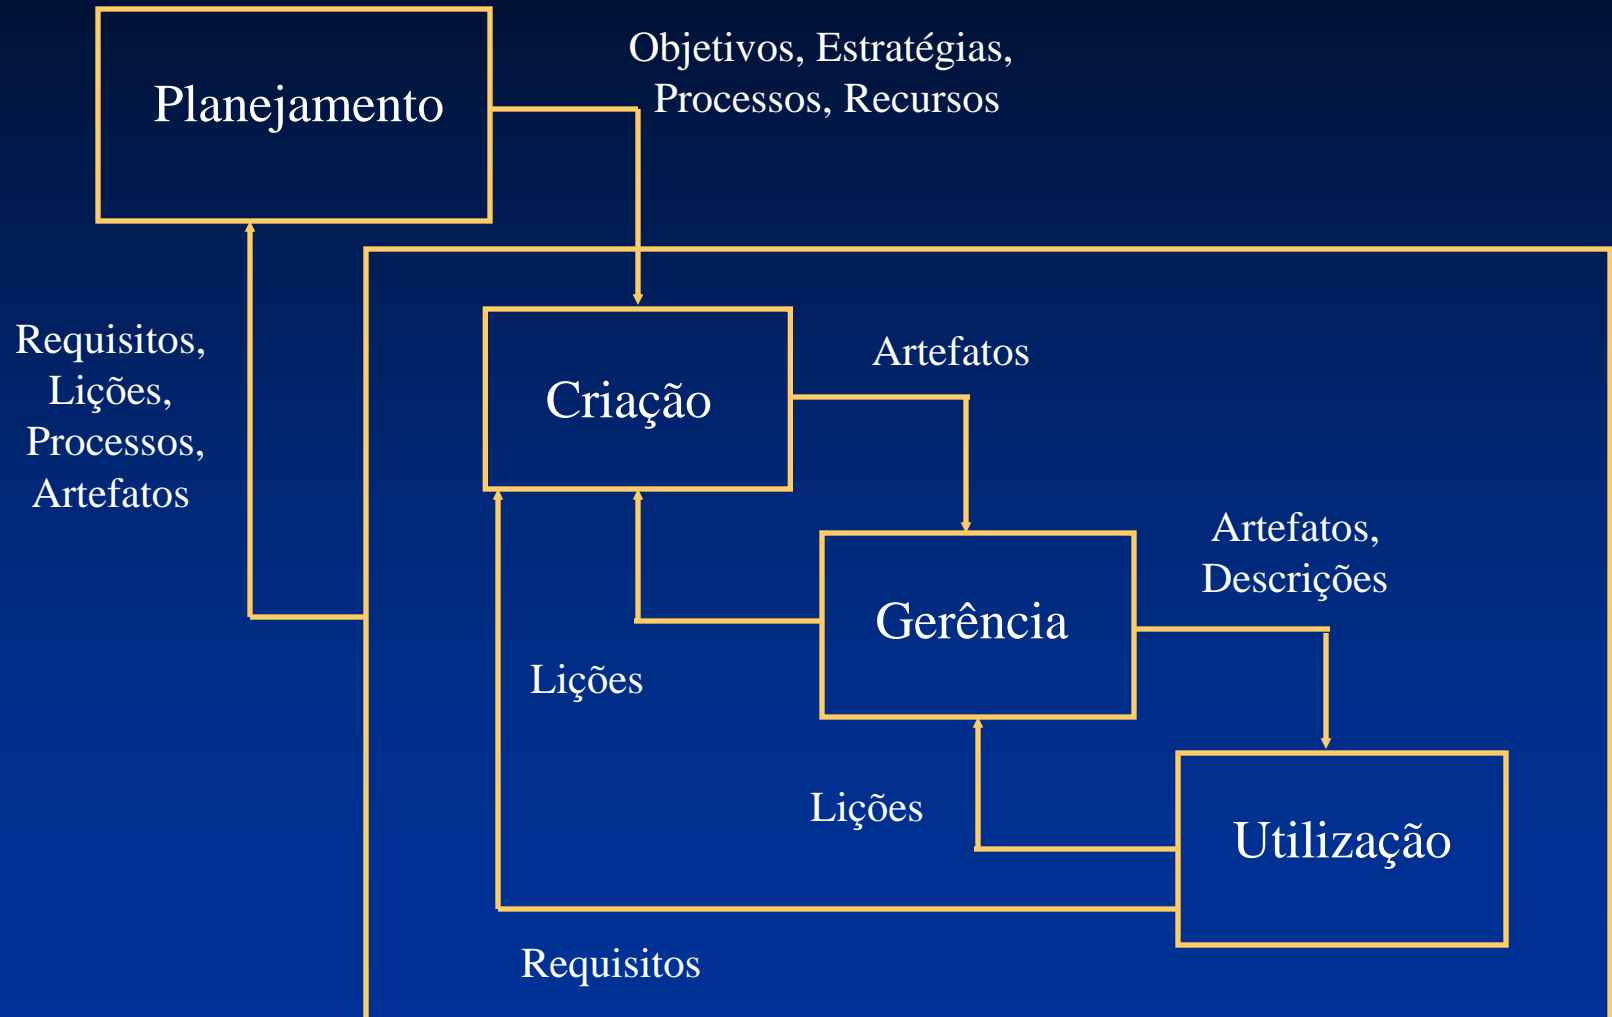 Objetivos, Estratégias,
Processos, Recursos
Planejamento
Requisitos,
Lições,
Processos,
Artefatos
Criação
Artefatos
Artefatos,
Descrições
Gerência
Lições
Lições
Utilização
Requisitos